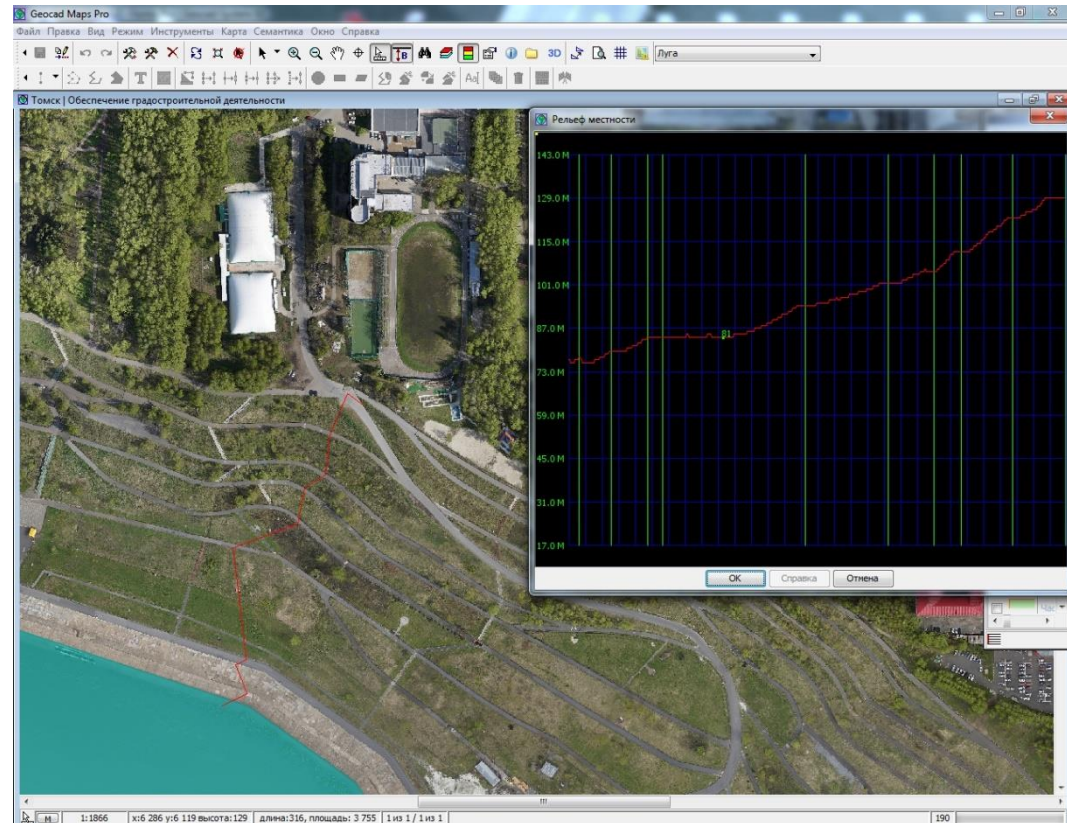 Geocad Maps Pro
Файл Правка Вид Режим Инструменты Карта Семантика Окно Справка
3D Луга
Томск | Обеспечение градостроительной деятельности
Рельеф местности
143.0 М
129.0 М
115.0 М
101.0 М
87.0 М
81
73.0 М
59.0 М
45.0 М
31.0 М
17.0 М
ОК Справка Отмена
М 1:1866 x:6 286 y:6 119 высота:129 длина:316, площадь: 3 755 1 из 1 / 1 из 1 190